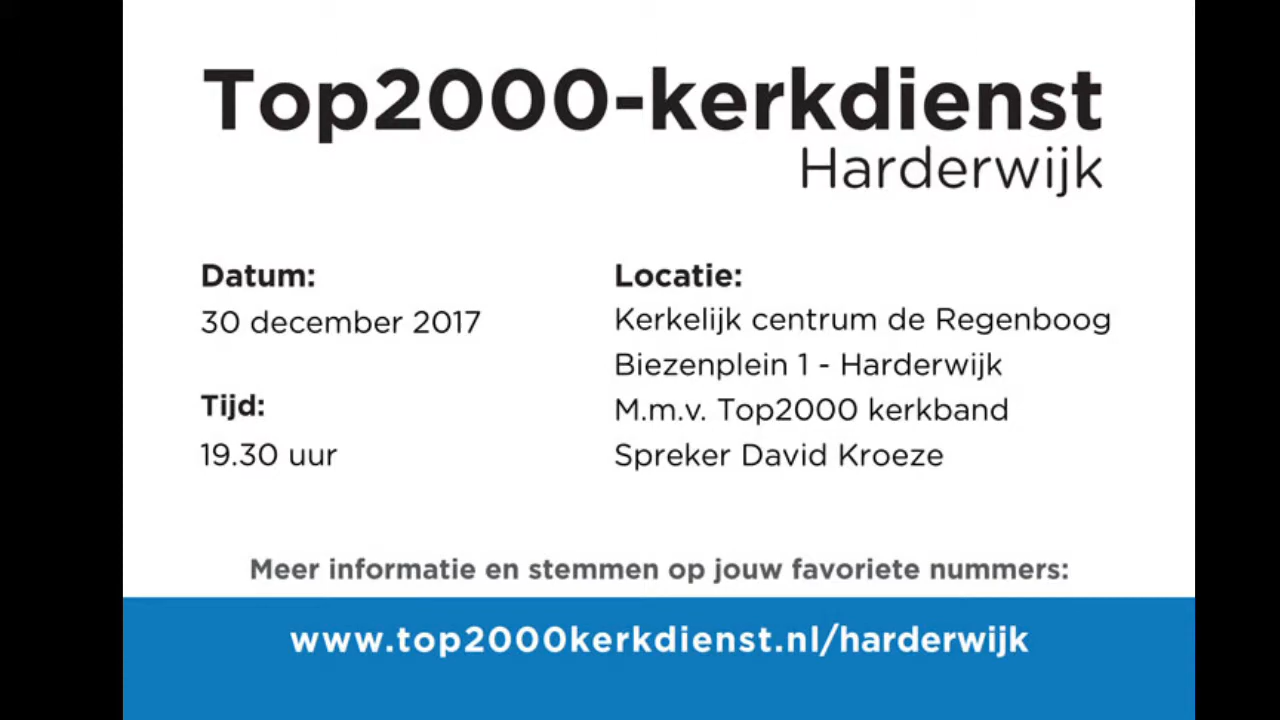 Top2000-kerkdienst
Harderwijk
Datum:
30 december 2017
Tijd:
19.30 uur
Locatie:
Kerkelijk centrum de Regenboog
Biezenplein 1 - Harderwijk
M.m.v. Top2000 kerkband
Spreker David Kroeze
Meer informatie en stemmen op jouw favoriete nummers:
www.top2000kerkdienst.nl/harderwijk